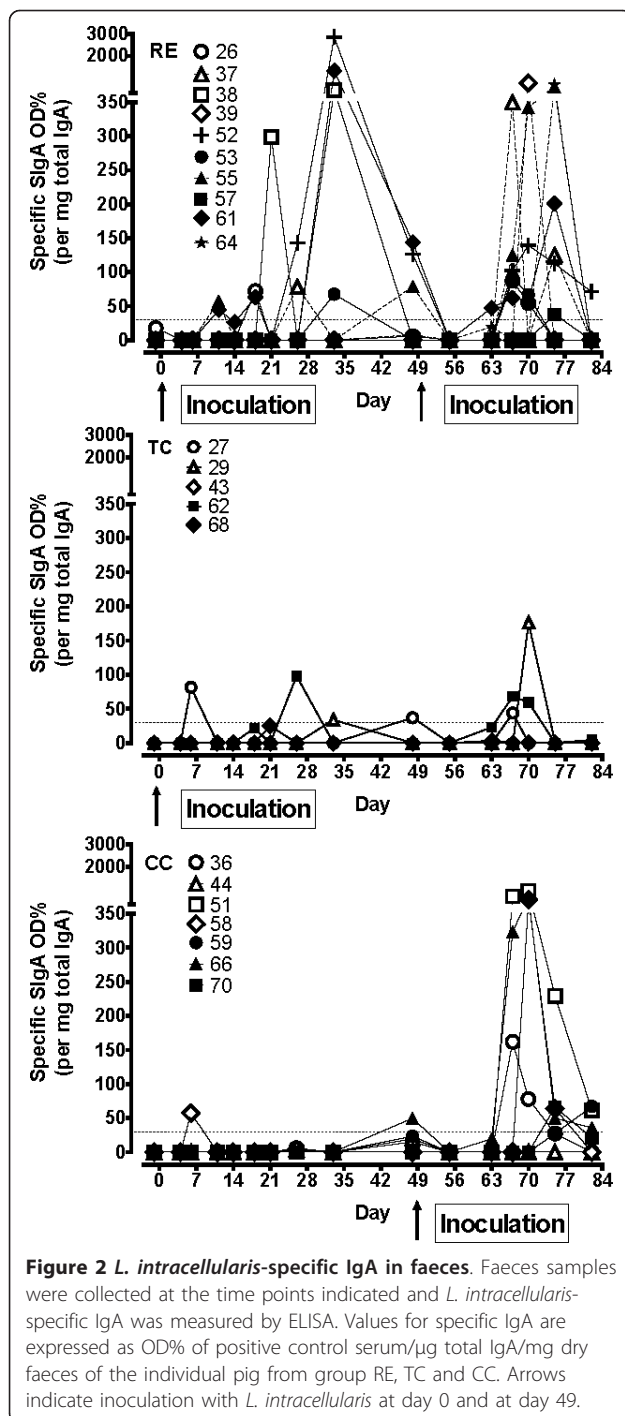 RE
26
37
38
39
52
53
55
57
61
64
3000
2000
350
300
250
200
150
100
50
0
Specific SIgA OD%
(per mg total IgA)
0 7 14 21 28 35 42 49 56 63 70 77 84
Inoculation Day Inoculation
TC
27
29
43
62
68
3000
2000
350
300
250
200
150
100
50
0
Specific SIgA OD%
(per mg total IgA)
0 7 14 21 28 35 42 49 56 63 70 77 84
Inoculation Day
CC
36
44
51
58
59
66
70
3000
2000
350
300
250
200
150
100
50
0
Specific SIgA OD%
(per mg total IgA)
0 7 14 21 28 35 42 49 56 63 70 77 84
Day Inoculation
Figure 2 L. intracellularis-specific IgA in faeces. Faeces samples
were collected at the time points indicated and L. intracellularis-
specific IgA was measured by ELISA. Values for specific IgA are
expressed as OD% of positive control serum/µg total IgA/mg dry
faeces of the individual pig from group RE, TC and CC. Arrows
indicate inoculation with L. intracellularis at day 0 and at day 49.